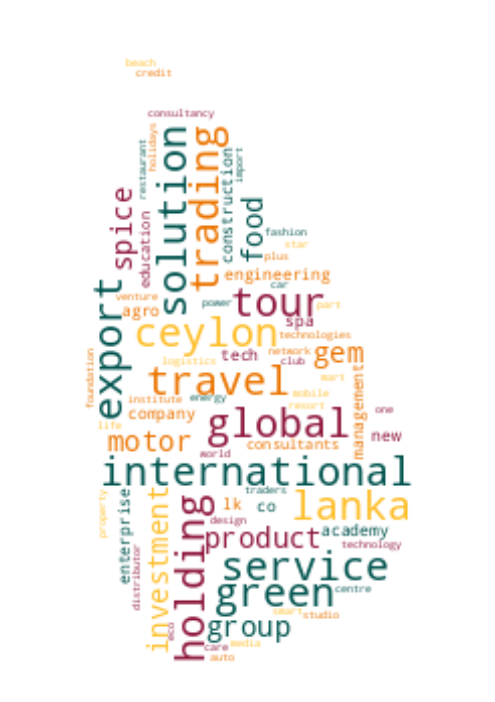 beach
credit
consultancy
restaurant
holidays
solution
trading
construction
import
spice
education
food
fashion
star
plus
engineering
car
export
venture
agro
power
tour
part
spa
ceylon
technologies
tech
network
club
gem
logistics
foundation
travel
mart
management
institute
energy
mobile
resort
company
life
global
one
new
motor
consultants
world
international
property
enterprise
distributor
investment
holding
traders
lk
co
lanka
design
product
academy
technology
service
green
centre
smart
studio
eco
group
care
media
auto